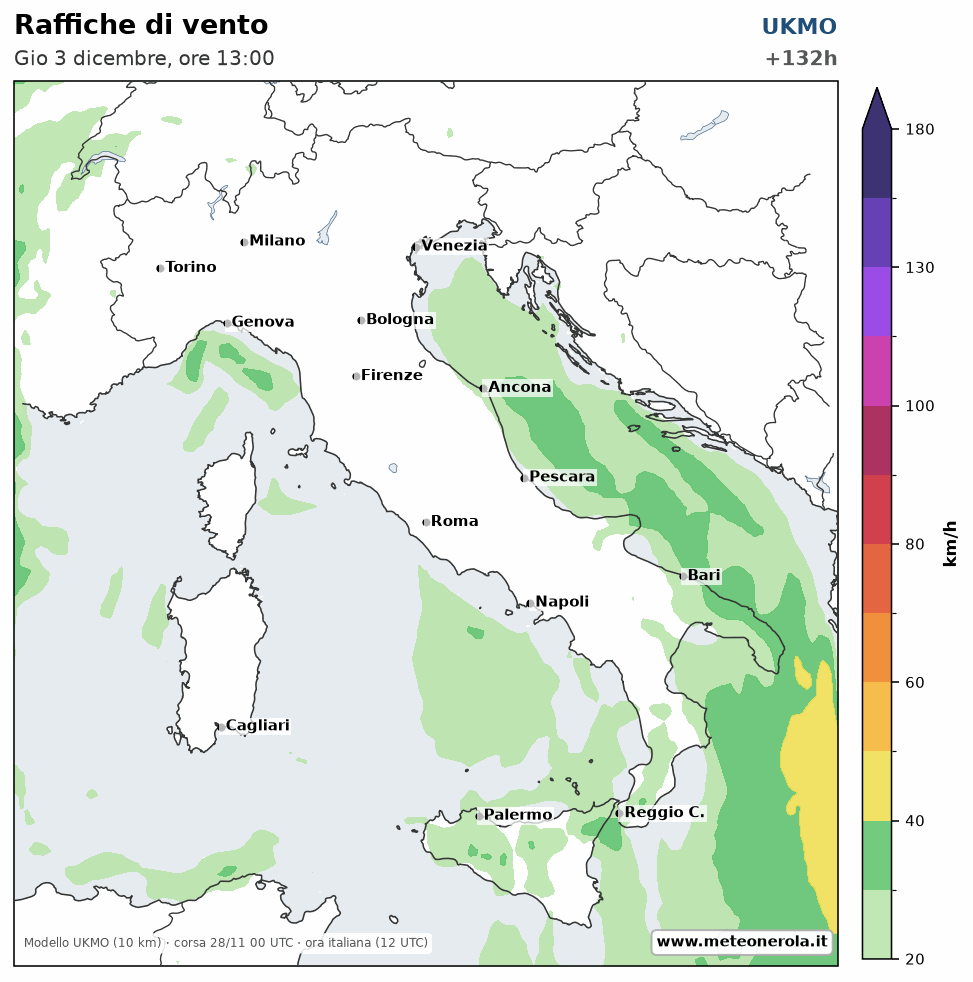 Raffiche di vento
UKMO
Gio 3 dicembre, ore 13:00
+132h
180
130
100
80
60
40
20
km/h
Milano
Venezia
Torino
Genova
Bologna
Firenze
Ancona
Pescara
Roma
Bari
Napoli
Cagliari
Palermo
Reggio C.
Modello UKMO (10 km) · corsa 28/11 00 UTC · ora italiana (12 UTC)
www.meteonerola.it